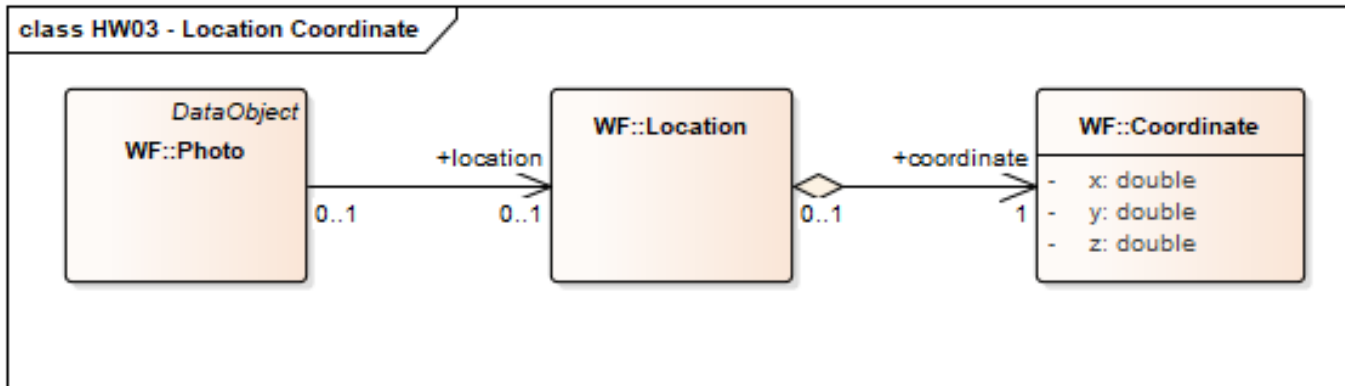 class HW03 - Location Coordinate
DataObject
WF::Photo
+location
0..1
0..1
WF::Location
+coordinate
0..1
1
WF::Coordinate
- x: double
- y: double
- z: double